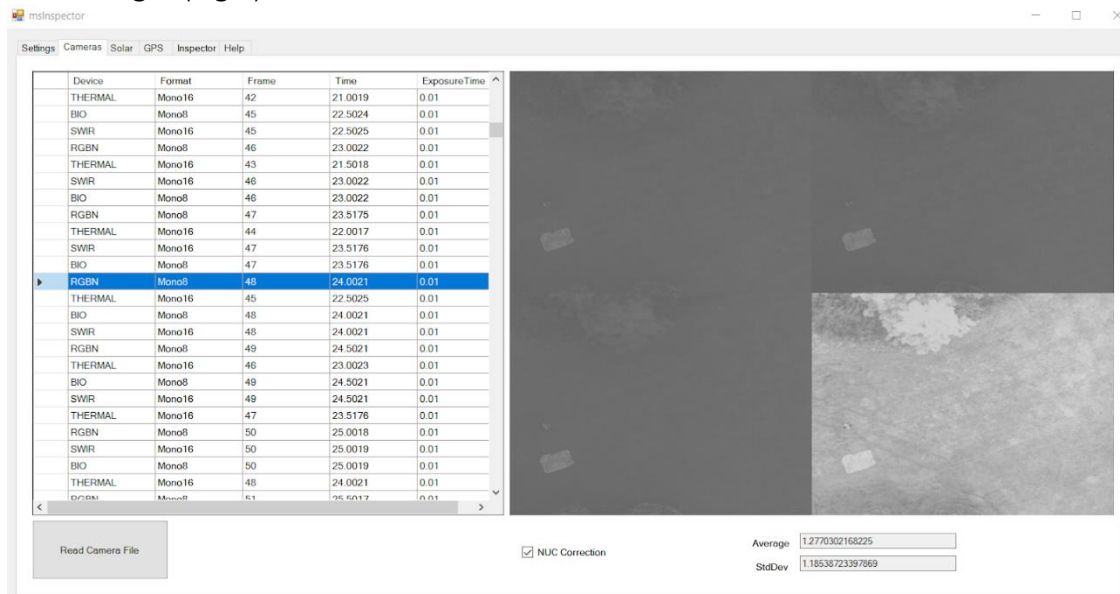 msInspector
Settings Cameras Solar GPS Inspector Help
Device Format Frame Time ExposureTime
THERMAL Mono16 42 21.0019 0.01
BIO Mono8 45 22.5024 0.01
SWIR Mono16 45 22.5025 0.01
RGBN Mono8 46 23.0022 0.01
THERMAL Mono16 43 21.5018 0.01
SWIR Mono16 46 23.0022 0.01
BIO Mono8 46 23.0022 0.01
RGBN Mono8 47 23.5175 0.01
THERMAL Mono16 44 22.0017 0.01
SWIR Mono16 47 23.5176 0.01
BIO Mono8 47 23.5176 0.01
RGBN Mono8 48 24.0021 0.01
THERMAL Mono16 45 22.5025 0.01
BIO Mono8 48 24.0021 0.01
SWIR Mono16 48 24.0021 0.01
RGBN Mono8 49 24.5021 0.01
THERMAL Mono16 46 23.0023 0.01
BIO Mono8 49 24.5021 0.01
SWIR Mono16 49 24.5021 0.01
THERMAL Mono16 47 23.5176 0.01
RGBN Mono8 50 25.0018 0.01
SWIR Mono16 50 25.0019 0.01
BIO Mono8 50 25.0019 0.01
THERMAL Mono16 48 24.0021 0.01
RGBN Mono8 51 25.5017 0.01
Read Camera File
NUC Correction
Average 1.2770302168225
StdDev 1.18538723397869